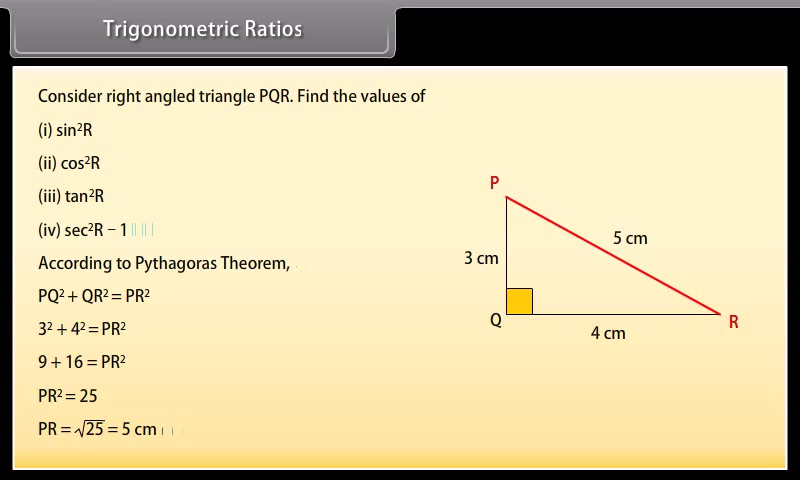 Trigonometric Ratios
Consider right angled triangle PQR. Find the values of
(i) sin²R
(ii) cos²R
(iii) tan²R
(iv) sec²R − 1
According to Pythagoras Theorem,
PQ² + QR² = PR²
3² + 4² = PR²
9 + 16 = PR²
PR² = 25
PR = √25 = 5 cm
P
5 cm
3 cm
Q
R
4 cm